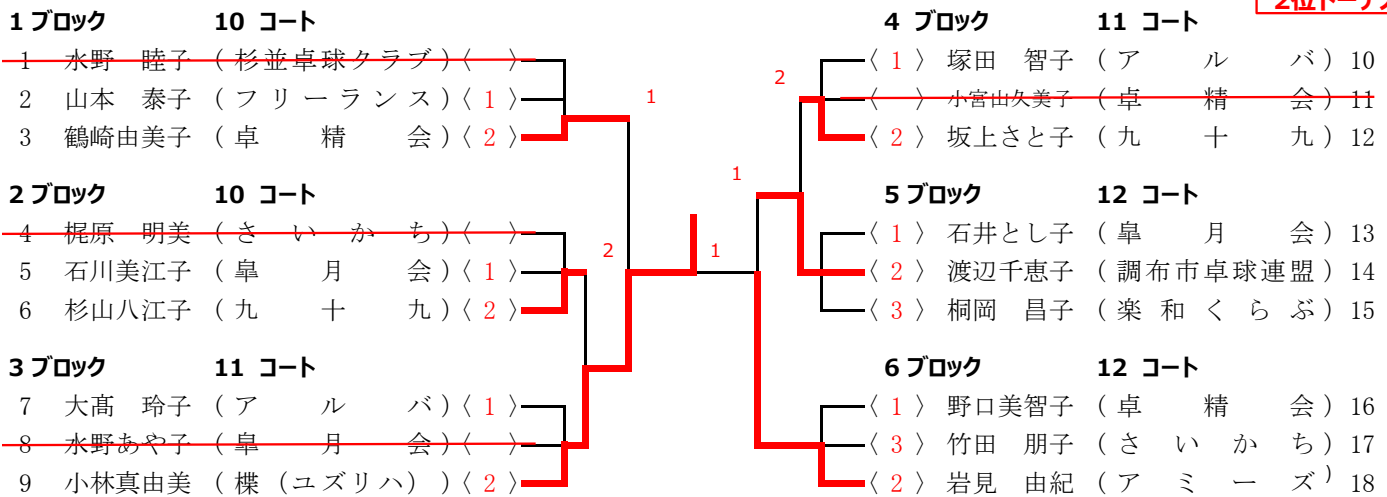 2位トーナ
1ブロック 10 コート
1 水野 睦子 (杉並卓球クラブ)〈 〉
2 山本 泰子 (フリーランス)〈 1 〉
3 鶴崎由美子 (卓 精 会)〈 2 〉
2ブロック 10 コート
4 梶原 明美 (さ い か ち)〈 〉
5 石川美江子 (皐 月 会)〈 1 〉
6 杉山八江子 (九 十 九)〈 2 〉
3ブロック 11 コート
7 大髙 玲子 (ア ル バ)〈 1 〉
8 水野あや子 (皐 月 会)〈 〉
9 小林真由美 (楪(ユズリハ))〈 2 〉
1
2
1
1
2
4 ブロック 11 コート
〈 1 〉 塚田 智子 (ア ル バ) 10
〈 〉 小宮山久美子 (卓 精 会) 11
〈 2 〉 坂上さと子 (九 十 九) 12
5ブロック 12 コート
〈 1 〉 石井とし子 (皐 月 会) 13
〈 2 〉 渡辺千恵子 (調布市卓球連盟) 14
〈 3 〉 桐岡 昌子 (楽和くらぶ) 15
6ブロック 12 コート
〈 1 〉 野口美智子 (卓 精 会) 16
〈 3 〉 竹田 朋子 (さ い か ち) 17
〈 2 〉 岩見 由紀 (ア ミ ー ズ) 18